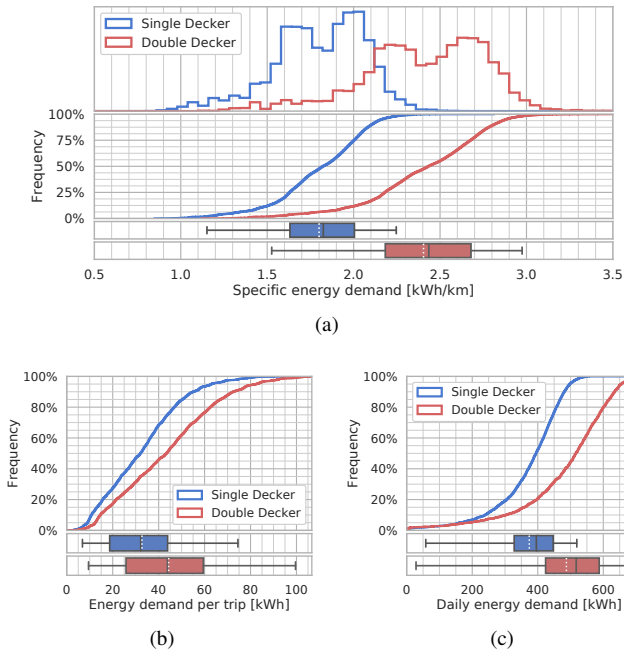 Single Decker
Double Decker
100%
75%
50%
25%
0%
Frequency
0.5 1.0 1.5 2.0 2.5 3.0 3.5
Specific energy demand [kWh/km]
(a)
100%
80%
60%
40%
20%
0%
Frequency
Single Decker
Double Decker
0 20 40 60 80 100
Energy demand per trip [kWh]
(b)
100%
80%
60%
40%
20%
0%
Frequency
Single Decker
Double Decker
0 200 400 600
Daily energy demand [kWh]
(c)